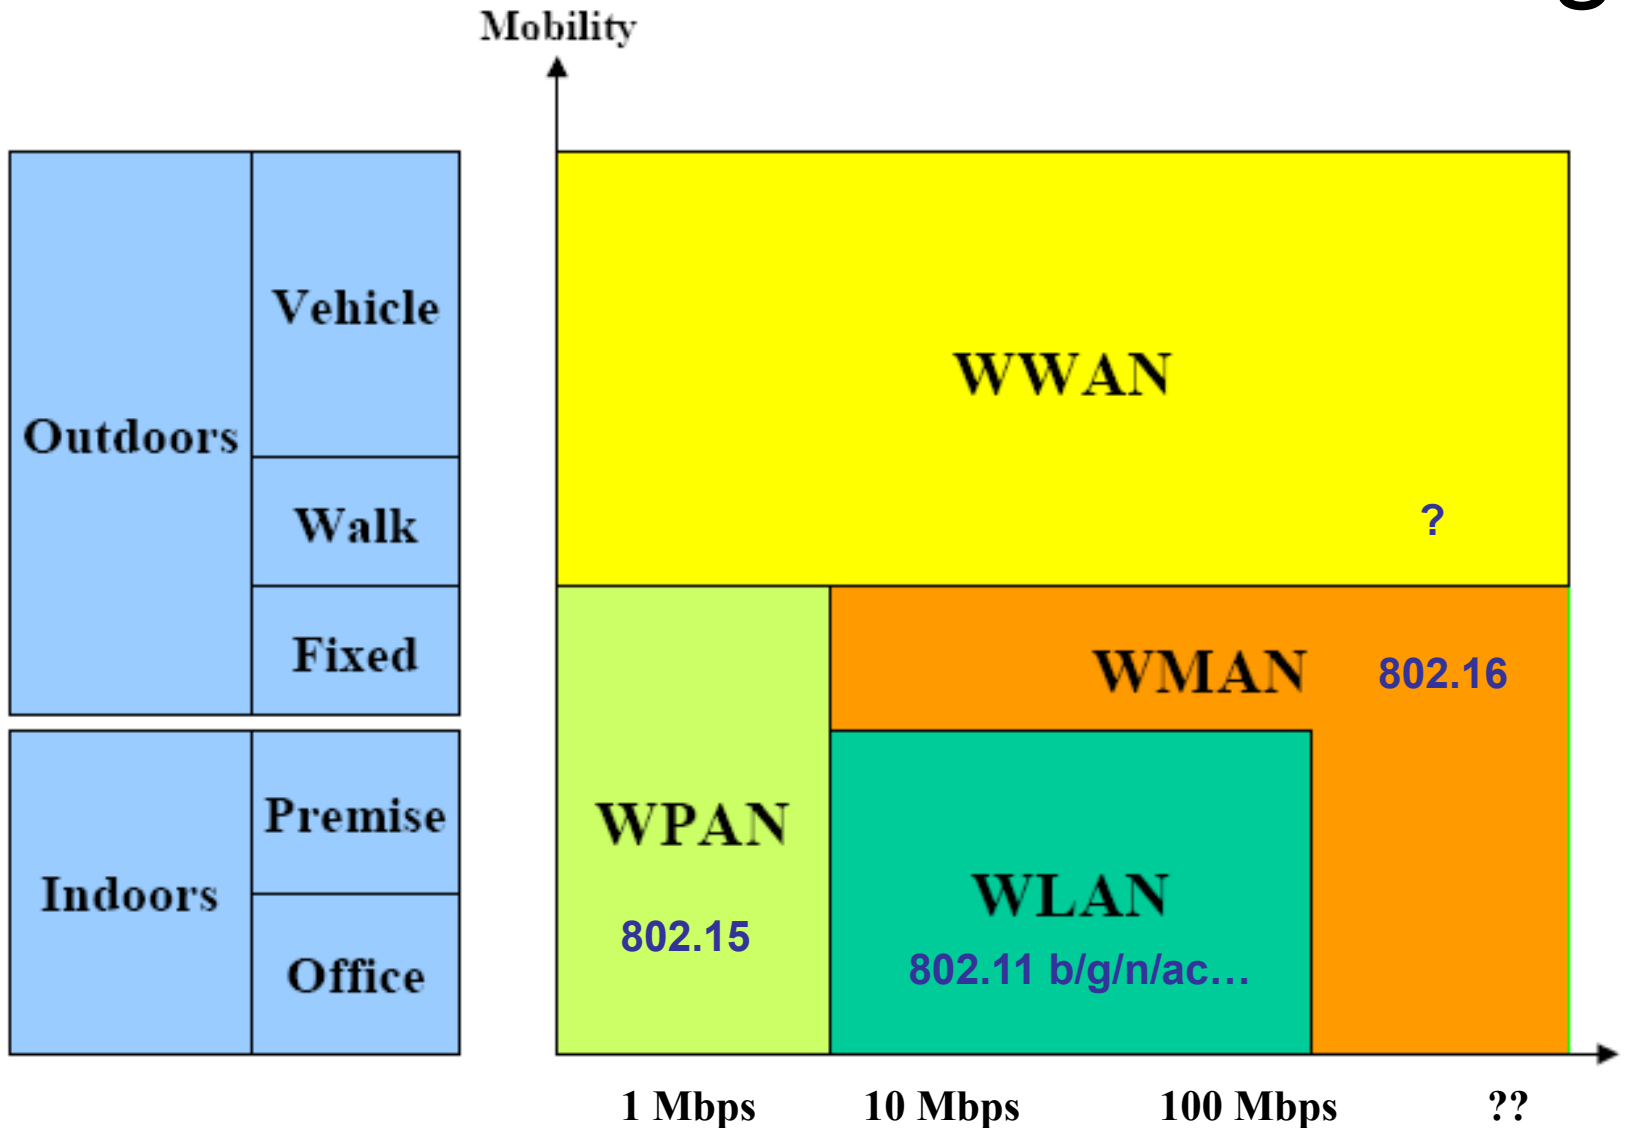 Mobility
Outdoors
Vehicle
Walk
Fixed
Indoors
Premise
Office
WWAN
?
WMAN 802.16
WPAN
802.15
WLAN
802.11 b/g/n/ac…
1 Mbps 10 Mbps 100 Mbps ??